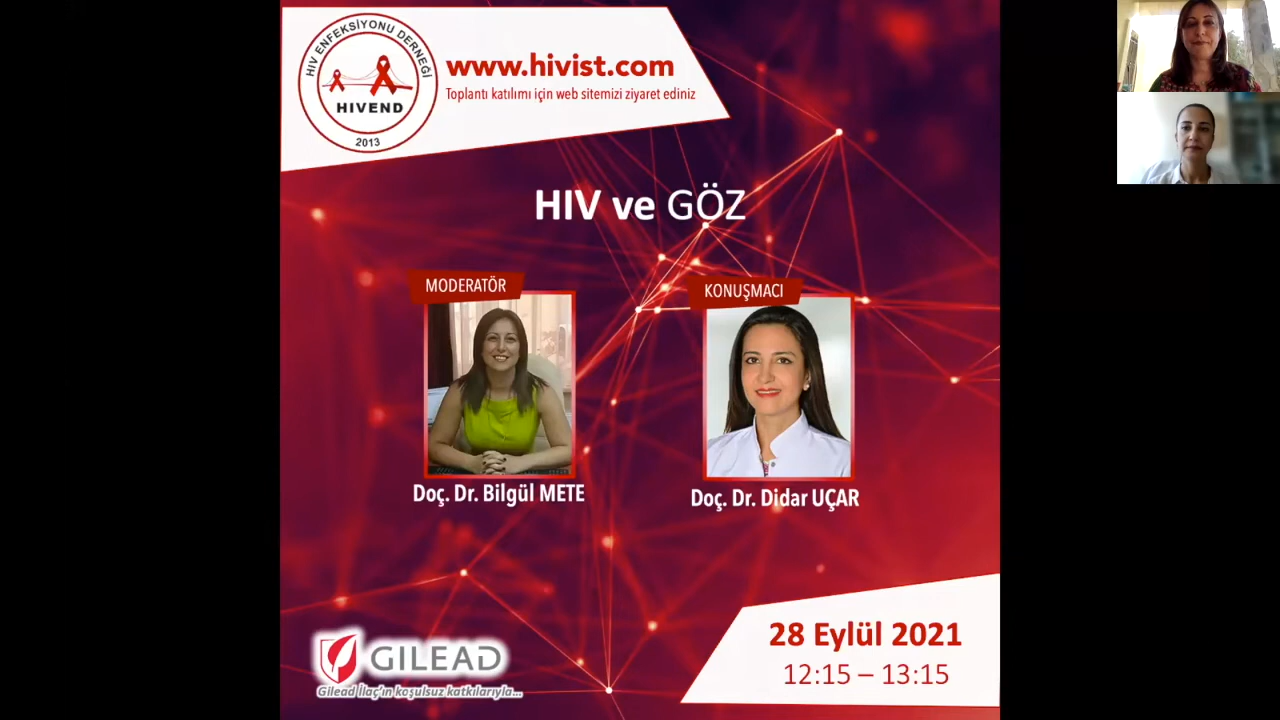 HIV ENFEKSİYONU DERNEĞİ
HIVEND
2013
www.hivist.com
Toplantı katılımı için web sitemizi ziyaret ediniz
HIV ve GÖZ
MODERATÖR
KONUŞMACI
Doç. Dr. Bilgül METE
Doç. Dr. Didar UÇAR
28 Eylül 2021
12:15 – 13:15
GILEAD
Gilead İlaç'ın koşulsuz katkılarıyla...